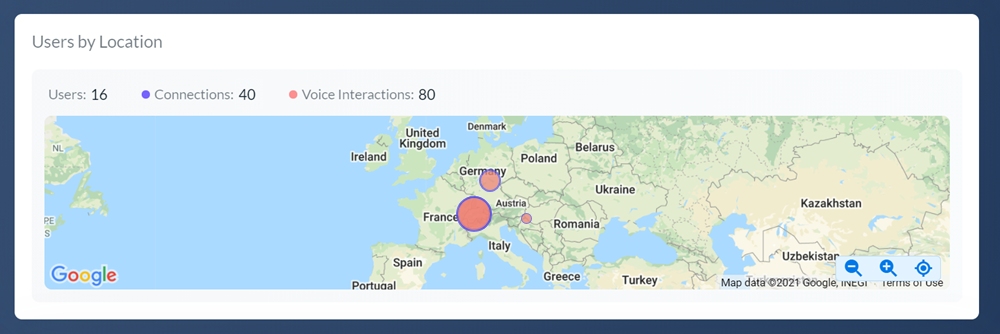 Users by Location
Users: 16 Connections: 40 Voice Interactions: 80
NL
PE
S
United
Kingdom
Ireland
Denmark
Belarus
Poland
Germany
Ukraine
Kazakhstan
France
Austria
Romania
Italy
Spain
Portugal
Greece
Turkey
Uzbekistan
Google
Map data ©2021 Google, INEGI
Terms of Use